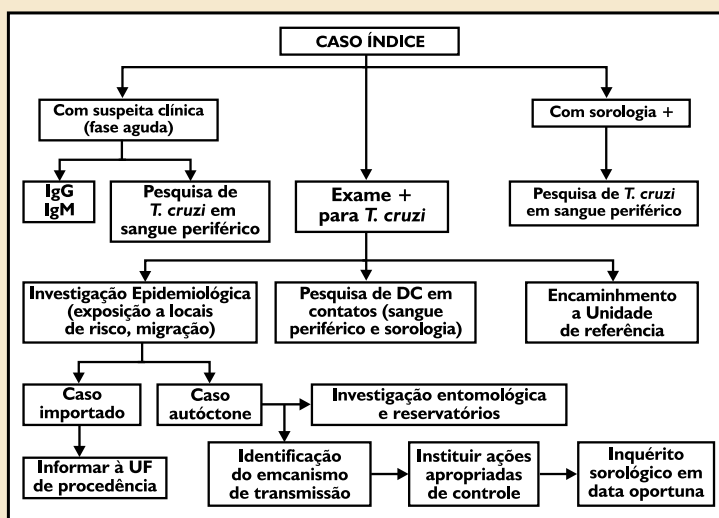 CASO ÍNDICE
Com suspeita clínica
(fase aguda)
Com sorologia +
IgG
IgM
Pesquisa de
T. cruzi em
sangue periférico
Exame +
para T. cruzi
Pesquisa de T. cruzi
em sangue periférico
Investigação Epidemiológica
(exposição a locais
de risco, migração)
Pesquisa de DC em
contatos (sangue
periférico e sorologia)
Encaminhmento
a Unidade
de referência
Caso
importado
Caso
autóctone
Investigação entomológica
e reservatórios
Informar à UF
de procedência
Identificação
do emcanismo
de transmissão
Instituir ações
apropriadas
de controle
Inquérito
sorológico em
data oportuna